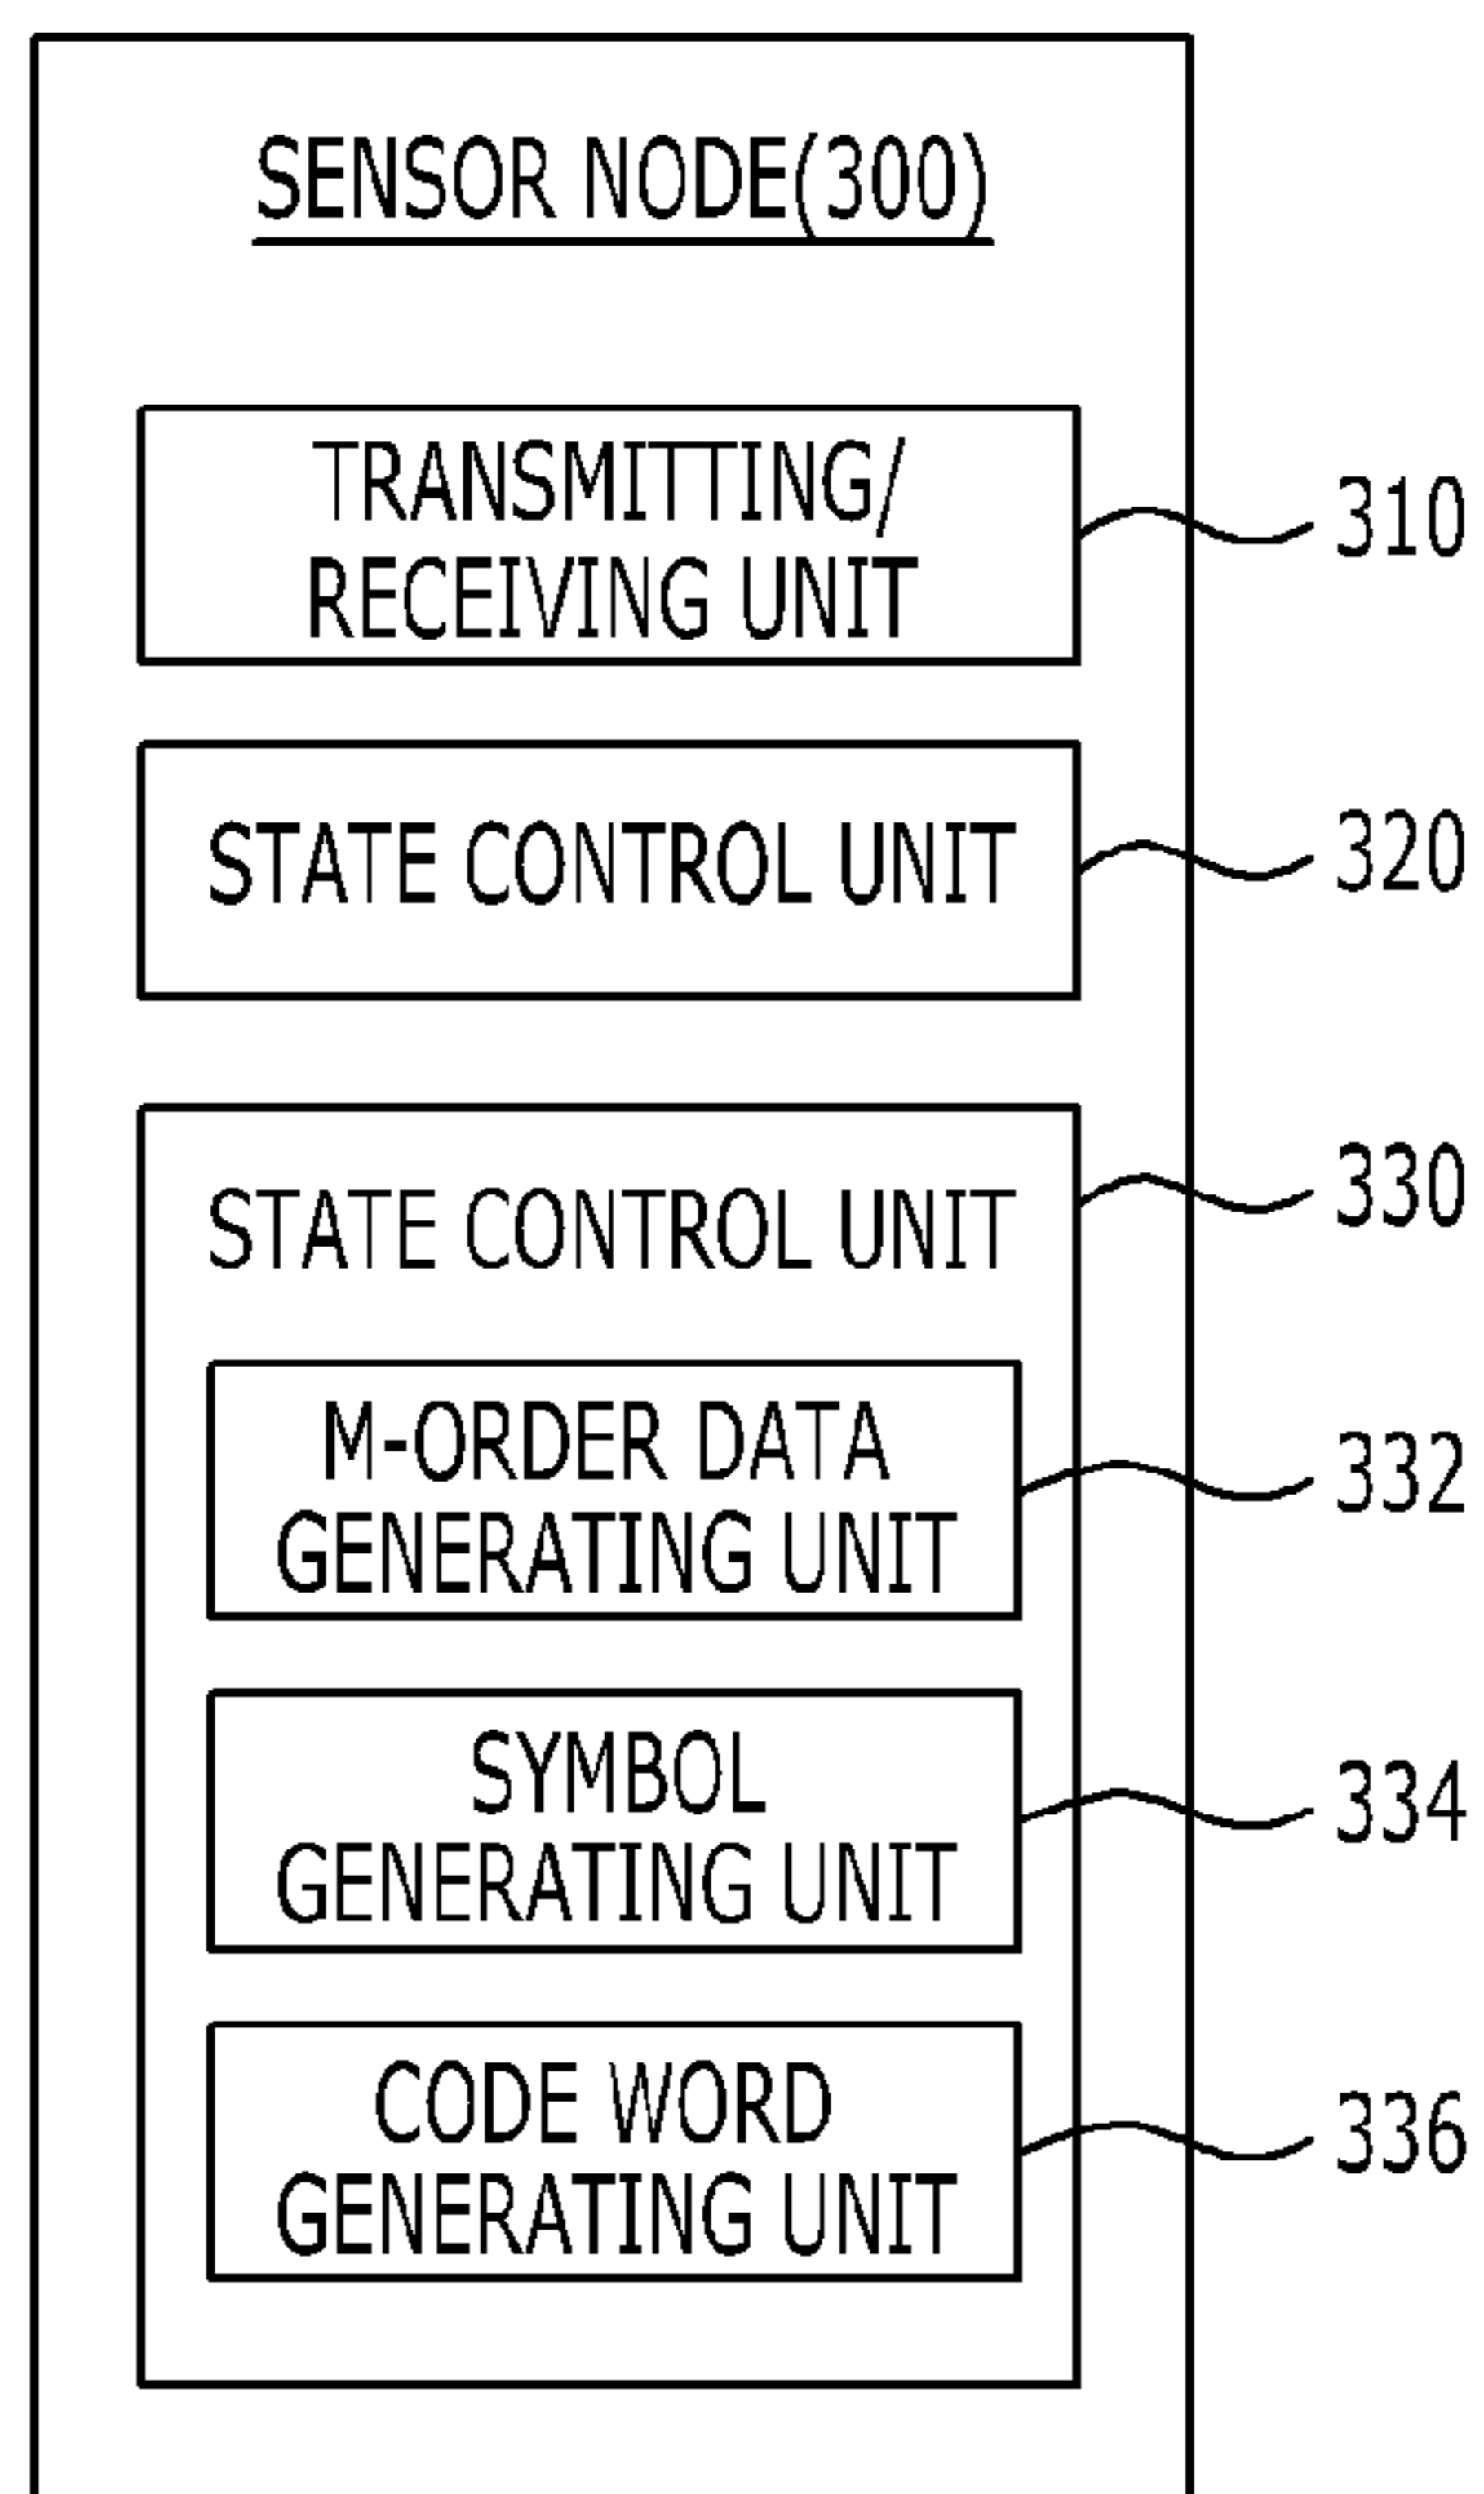 SENSOR NODE(300)
TRANSMITTING/
RECEIVING UNIT
310
STATE CONTROL UNIT
320
STATE CONTROL UNIT
330
M-ORDER DATA
GENERATING UNIT
332
SYMBOL
GENERATING UNIT
334
CODE WORD
GENERATING UNIT
336